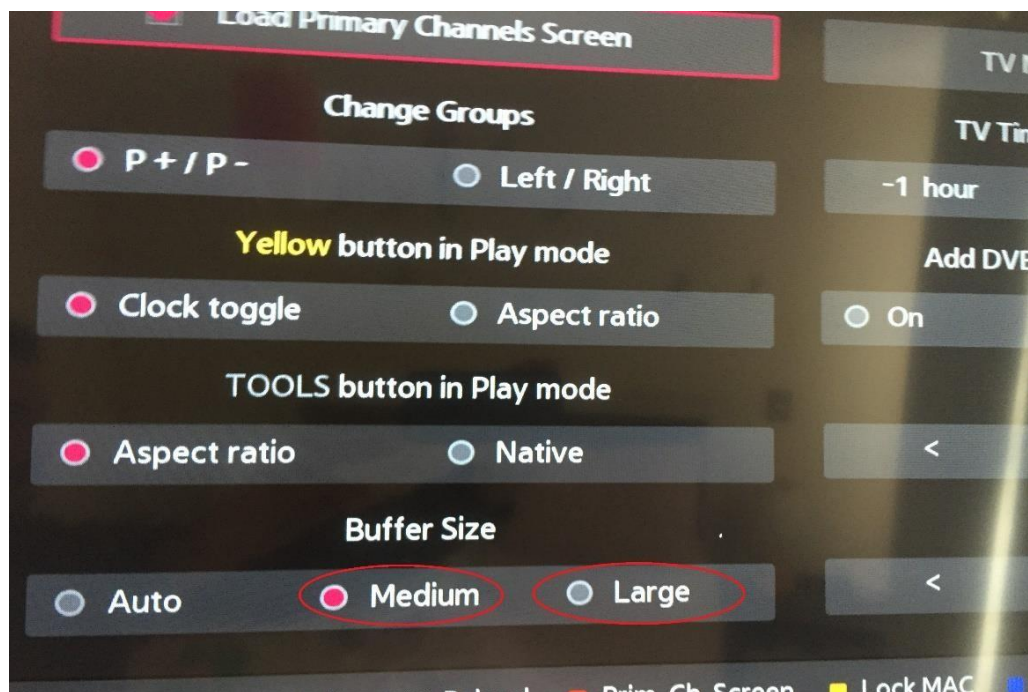 Load Primary Channels Screen
Change Groups
P + / P -
Left / Right
Yellow button in Play mode
Clock toggle
Aspect ratio
TOOLS button in Play mode
Aspect ratio
Native
Buffer Size
Auto
Medium
Large
TV
TV
-1 hour
Add
On
<
<
Prim. Ch. Screen
Lock MAC